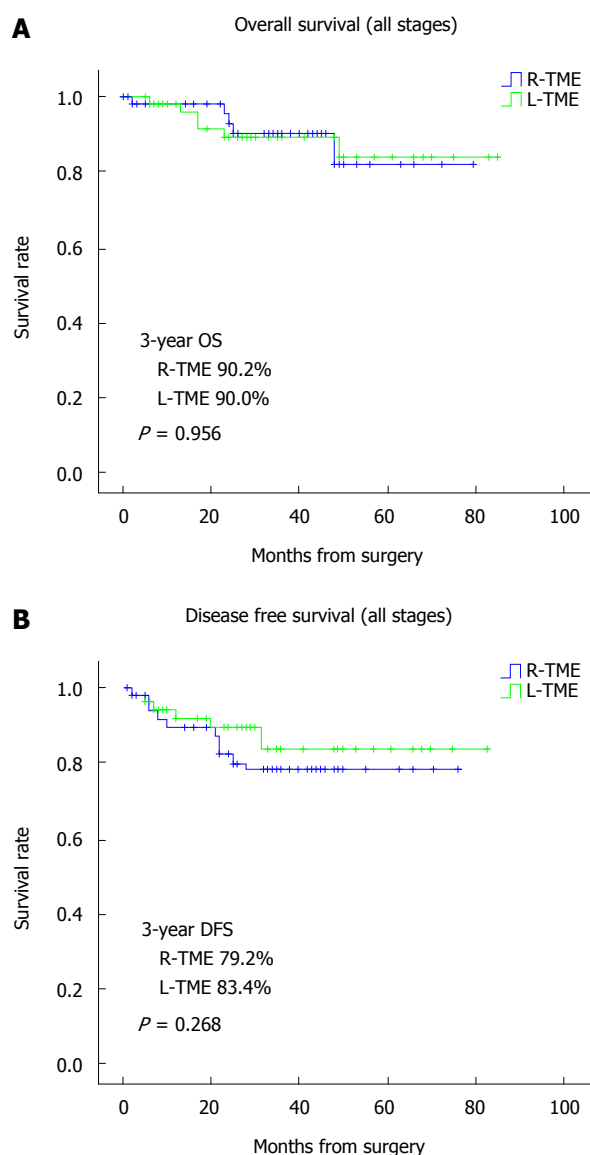 A
Overall survival (all stages)
R-TME
L-TME
1.0
0.8
0.6
0.4
0.2
0.0
Survival rate
3-year OS
R-TME 90.2%
L-TME 90.0%
P = 0.956
0 20 40 60 80 100
Months from surgery
B
Disease free survival (all stages)
R-TME
L-TME
1.0
0.8
0.6
0.4
0.2
0.0
Survival rate
3-year DFS
R-TME 79.2%
L-TME 83.4%
P = 0.268
0 20 40 60 80 100
Months from surgery